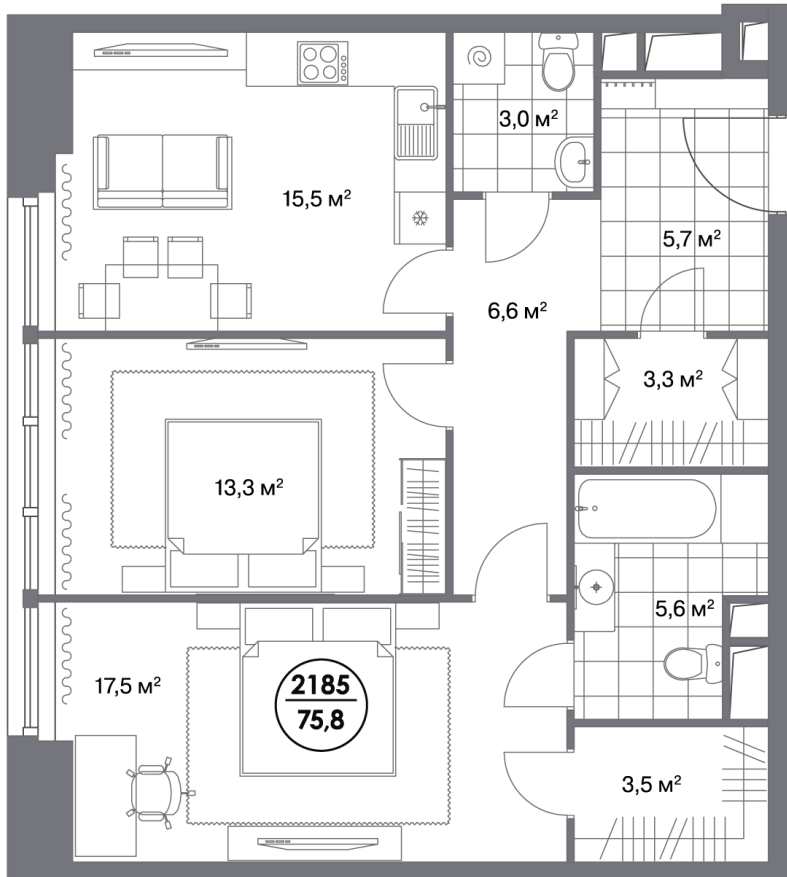 3,0 м²
15,5 м²
5,7 м²
6,6 м²
3,3 м²
13,3 м²
5,6 м²
17,5 м²
2185
75,8
3,5 м²